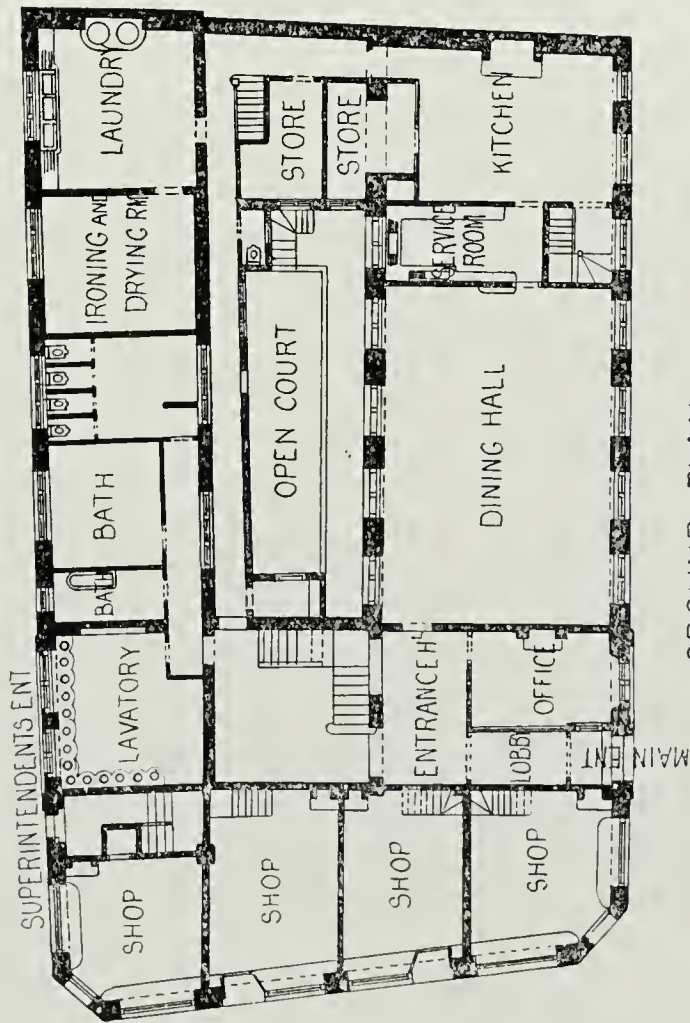 SUPERINTENDENTS ENT
LAUNDRY
IRONING AND
DRYING RM
BATH
BATH
LAVATORY
STORE
STORE
OPEN COURT
KITCHEN
SERVICE
ROOM
DINING HALL
ENTRANCE H
OFFICE
LOBBY
MAIN ENT
SHOP
SHOP
SHOP
SHOP